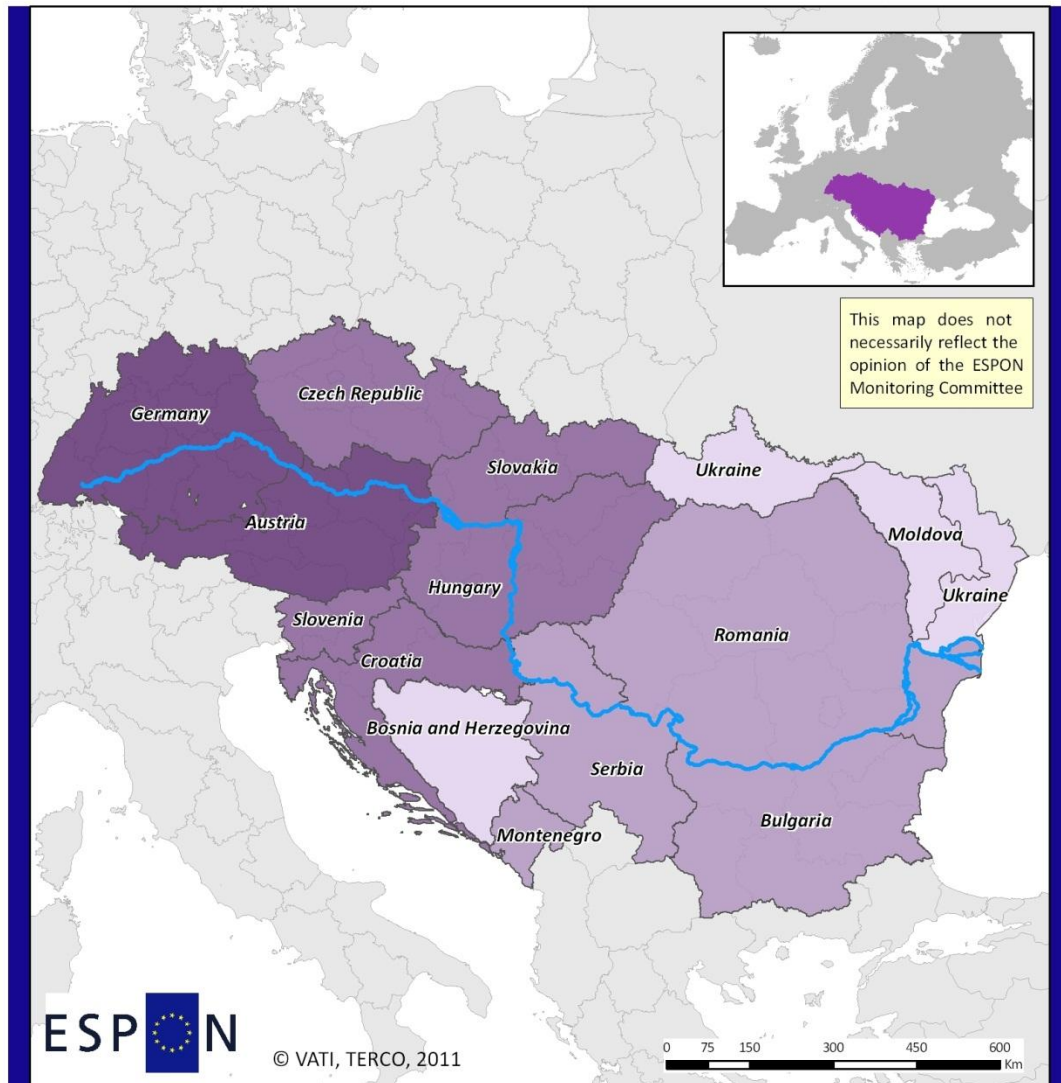 This map does not
necessarily reflect the
opinion of the ESPON
Monitoring Committee
Czech Republic
Germany
Slovakia
Ukraine
Austria
Moldova
Hungary
Ukraine
Slovenia
Romania
Croatia
Bosnia and Herzegovina
Serbia
Bulgaria
Montenegro
ESPON
© VATI, TERCO, 2011
0 75 150 300 450 600
Km